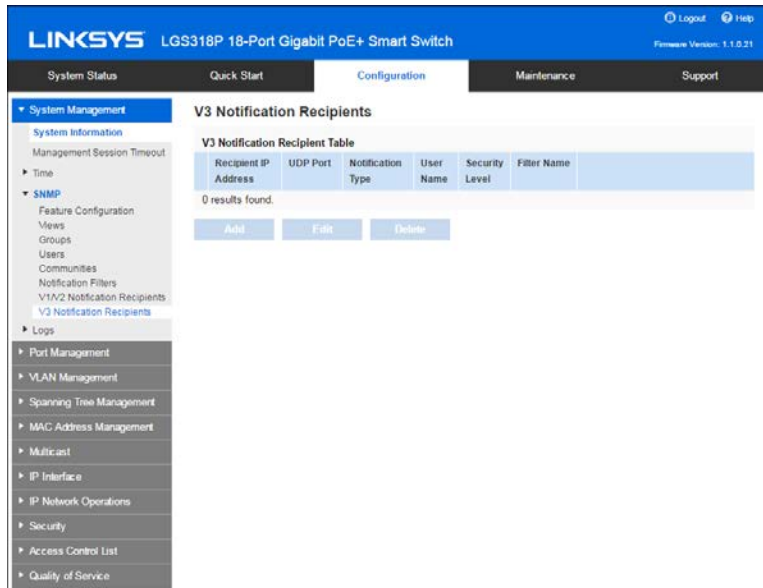 Logout Help
LINKSYS LGS318P 18-Port Gigabit PoE+ Smart Switch
Firmware Version: 1.1.0.21
System Status Quick Start Configuration Maintenance Support
System Management
System Information
Management Session Timeout
Time
SNMP
Feature Configuration
Views
Groups
Users
Communities
Notification Filters
V1/V2 Notification Recipients
V3 Notification Recipients
Logs
Port Management
VLAN Management
Spanning Tree Management
MAC Address Management
Multicast
IP Interface
IP Network Operations
Security
Access Control List
Quality of Service
V3 Notification Recipients
V3 Notification Recipient Table
Recipient IP Address UDP Port Notification Type User Name Security Level Filter Name
0 results found.
Add Edit Delete